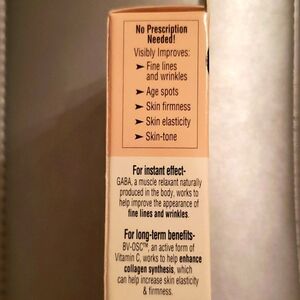 No Prescription
Needed!
Visibly Improves:
➤ Fine lines
and wrinkles
➤ Age spots
➤ Skin firmness
➤ Skin elasticity
➤ Skin-tone
For instant effect-
GABA, a muscle relaxant naturally
produced in the body, works to
help improve the appearance of
fine lines and wrinkles.
For long-term benefits-
BV-OSC™, an active form of
Vitamin C, works to help enhance
collagen synthesis, which
can help increase skin elasticity
& firmness.